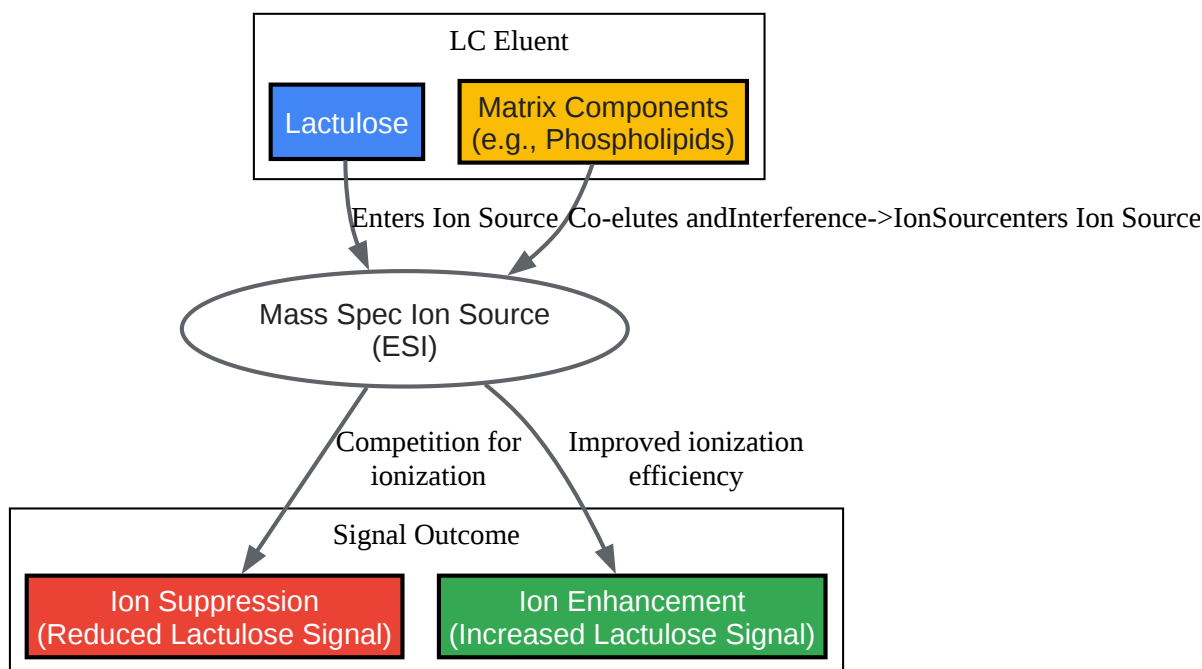 LC Eluent
Lactulose
Matrix Components
(e.g., Phospholipids)
Enters Ion Source
Co-elutes andInterference->IonSourcenters Ion Source
Mass Spec Ion Source
(ESI)
Competition for
ionization
Improved ionization
efficiency
Signal Outcome
Ion Suppression
(Reduced Lactulose Signal)
Ion Enhancement
(Increased Lactulose Signal)